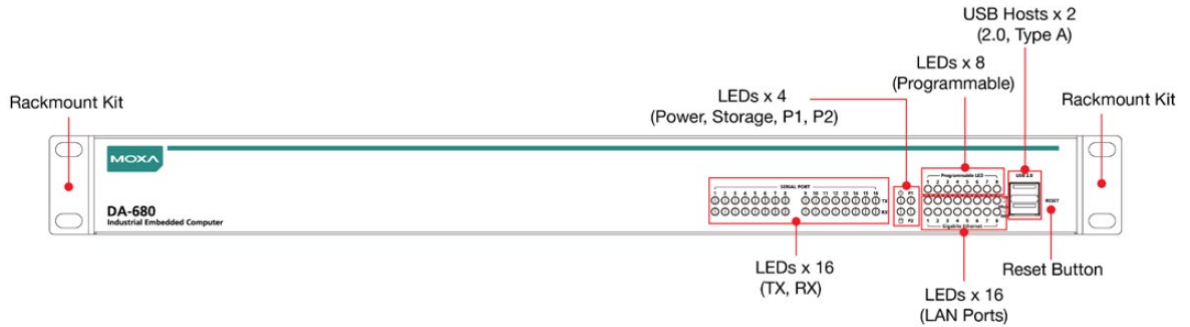 USB Hosts x 2
(2.0, Type A)
LEDs x 8
(Programmable)
LEDs x 4
(Power, Storage, P1, P2)
Rackmount Kit
Rackmount Kit
MOXA
DA-680
Industrial Embedded Computer
SERIAL PORT
1 2 3 4 5 6 7 8 9 10 11 12 13 14 15 16
TX
RX
P1
P2
Programmable LED
1 2 3 4 5 6 7 8
1 2 3 4 5 6 7 8
Gigabits Ethernet
USB 2.0
RESET
LEDs x 16
(TX, RX)
LEDs x 16
(LAN Ports)
Reset Button